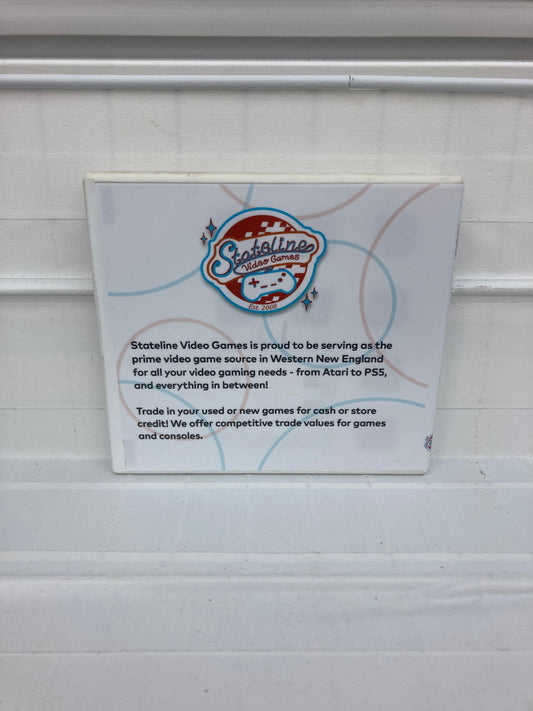 Stateline
Video Games
Est. 2008
Stateline Video Games is proud to be serving as the
prime video game source in Western New England
for all your video gaming needs - from Atari to PS5,
and everything in between!
Trade in your used or new games for cash or store
credit! We offer competitive trade values for games
and consoles.